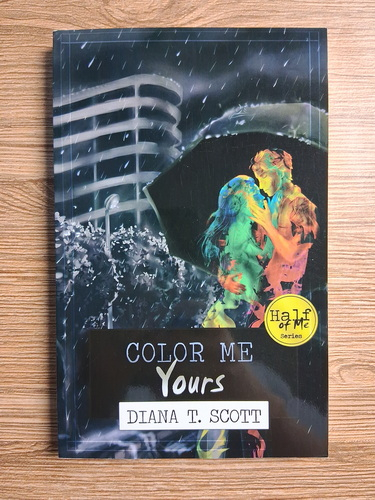 Half
of Me
Series
COLOR ME
Yours
DIANA T. SCOTT